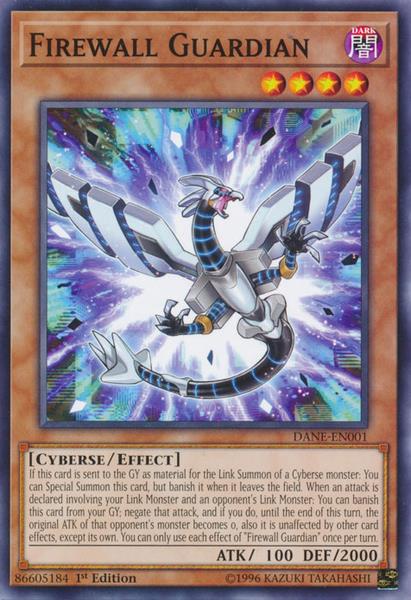 FIREWALL GUARDIAN
DARK
闇
DANE-EN001
[CYBERSE/EFFECT]
If this card is sent to the GY as material for the Link Summon of a Cyberse monster: You
can Special Summon this card, but banish it when it leaves the field. When an attack is
declared involving your Link Monster and an opponent's Link Monster: You can banish
this card from your GY; negate that attack, and if you do, until the end of this turn, the
original ATK of that opponent's monster becomes 0, also it is unaffected by other card
effects, except its own. You can only use each effect of "Firewall Guardian" once per turn.
ATK/ 100 DEF/2000
86605184 1st Edition ©1996 KAZUKI TAKAHASHI